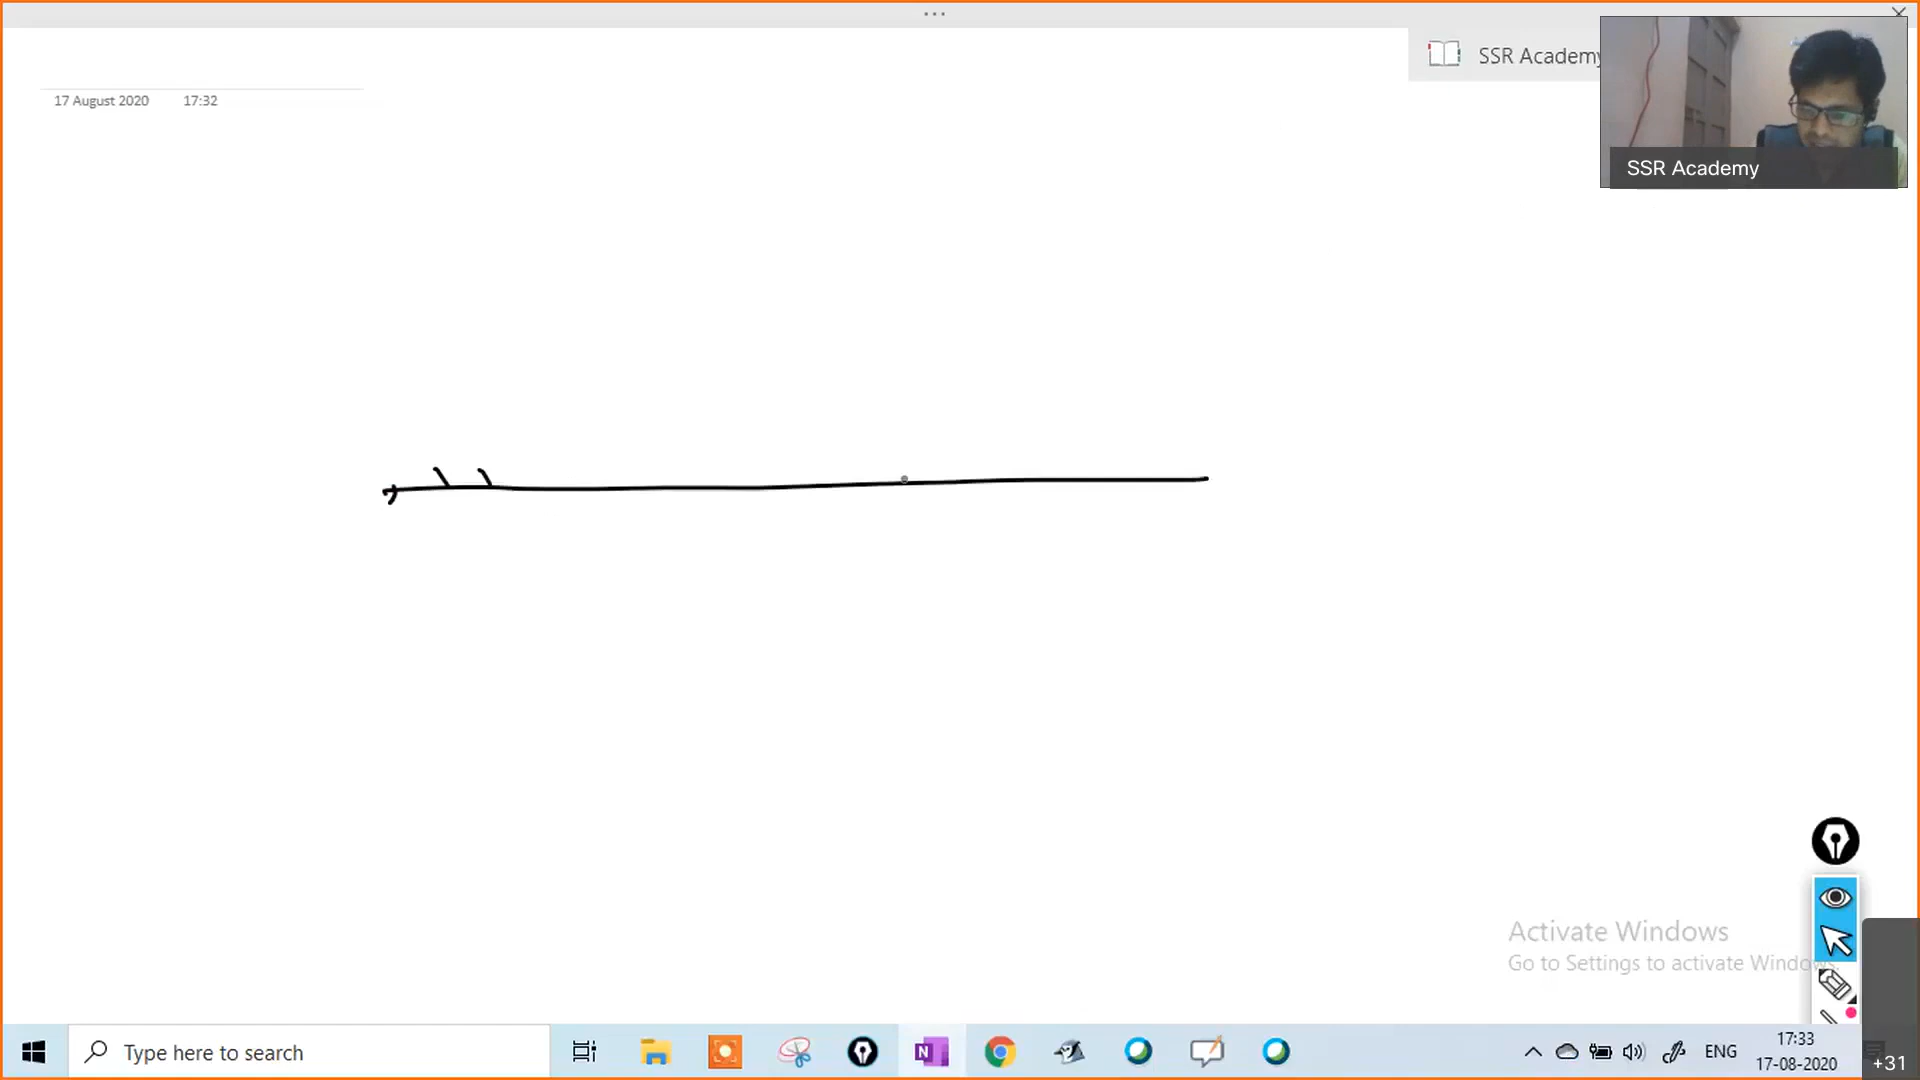 ...
SSR Academy
17 August 2020 17:32
SSR Academy
Activate Windows
Go to Settings to activate Windows.
Type here to search
ENG
17:33
17-08-2020
+31